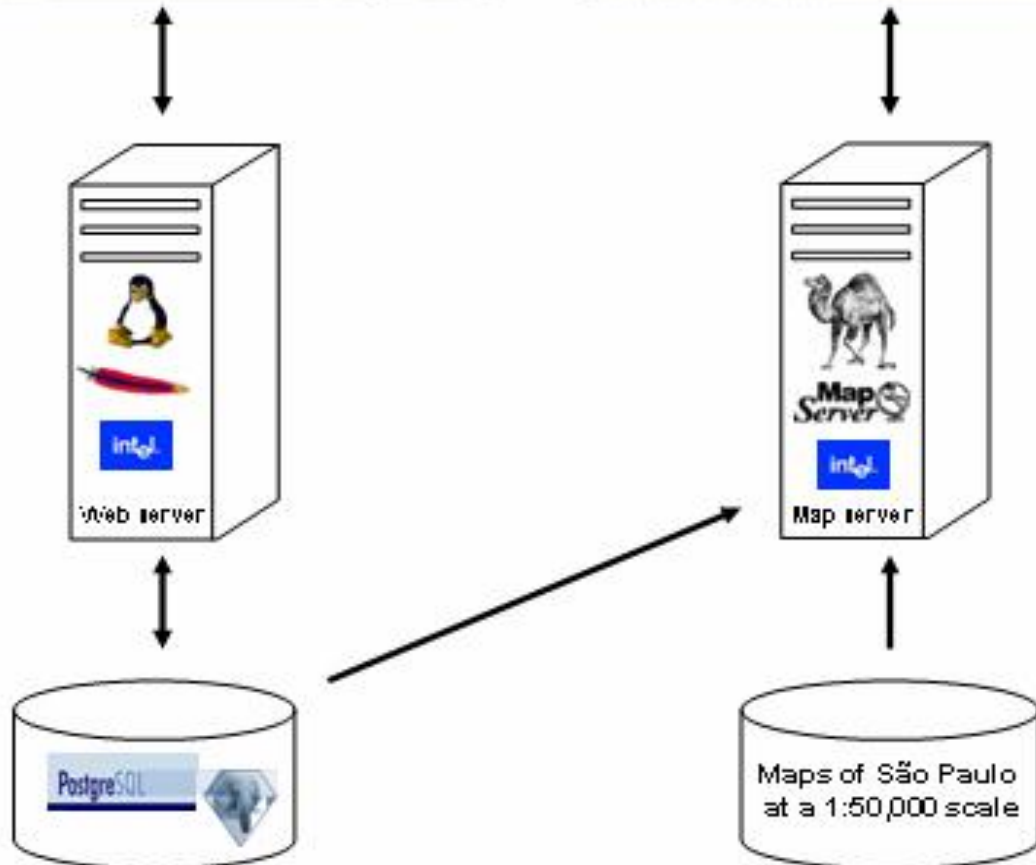 intel.
Web server
Map
Server
intel.
Map server
PostgreSQL
Maps of São Paulo
at a 1:50,000 scale